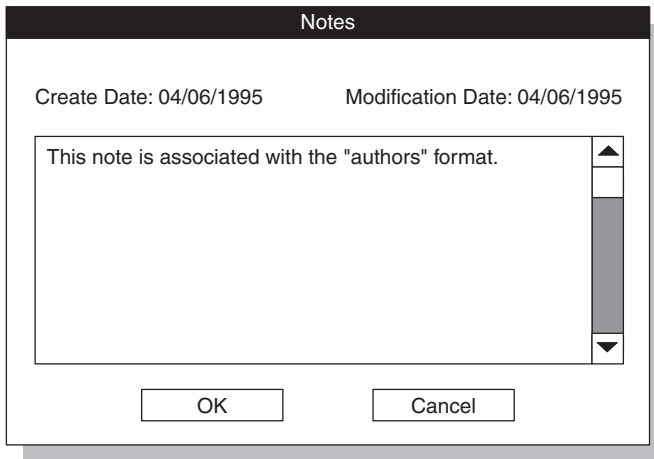 Notes
Create Date: 04/06/1995 Modification Date: 04/06/1995
This note is associated with the "authors" format.
OK Cancel